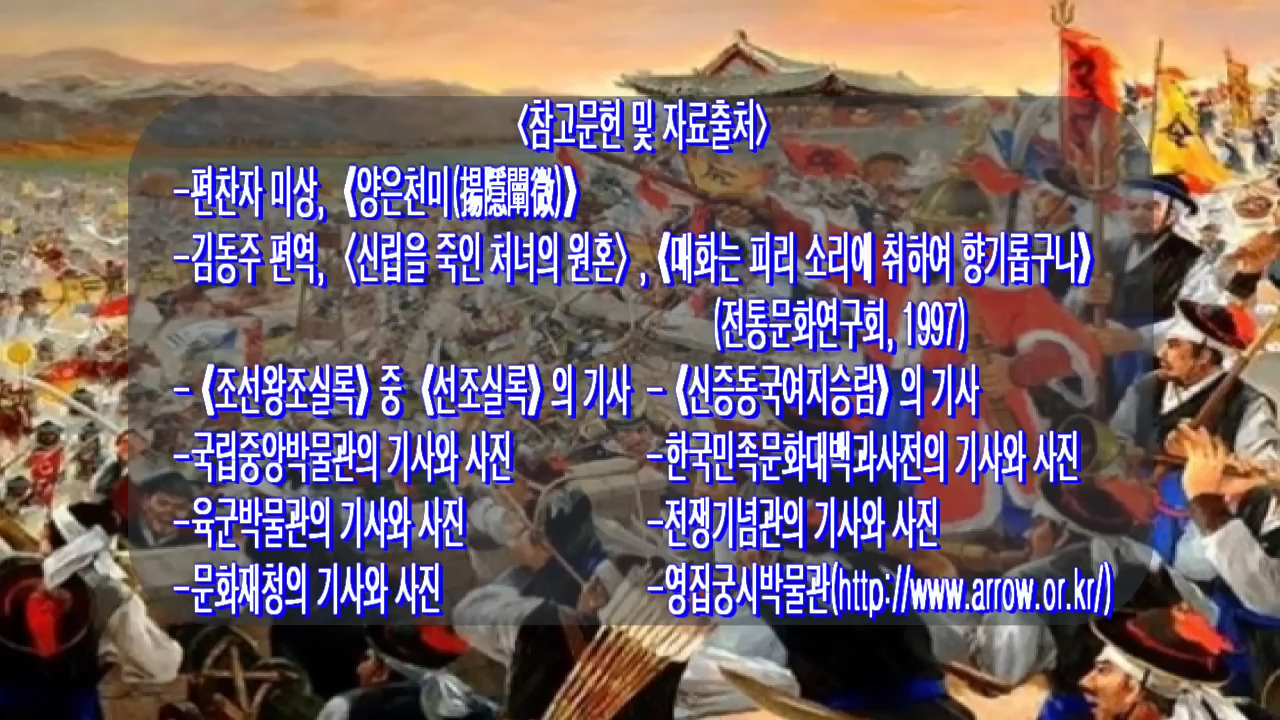 <참고문헌 및 자료출처>
-편찬자 미상, 《양은천미(揚隱闡微)》
-김동주 편역, 〈신립을 죽인 처녀의 원혼〉, 《매화는 피리 소리에 취하여 향기롭구나》
(전통문화연구회, 1997)
-《조선왕조실록》 중 《선조실록》의 기사 -《신증동국여지승람》의 기사
-국립중앙박물관의 기사와 사진 -한국민족문화대백과사전의 기사와 사진
-육군박물관의 기사와 사진 -전쟁기념관의 기사와 사진
-문화재청의 기사와 사진 -영집궁시박물관(http://www.arrow.or.kr/)